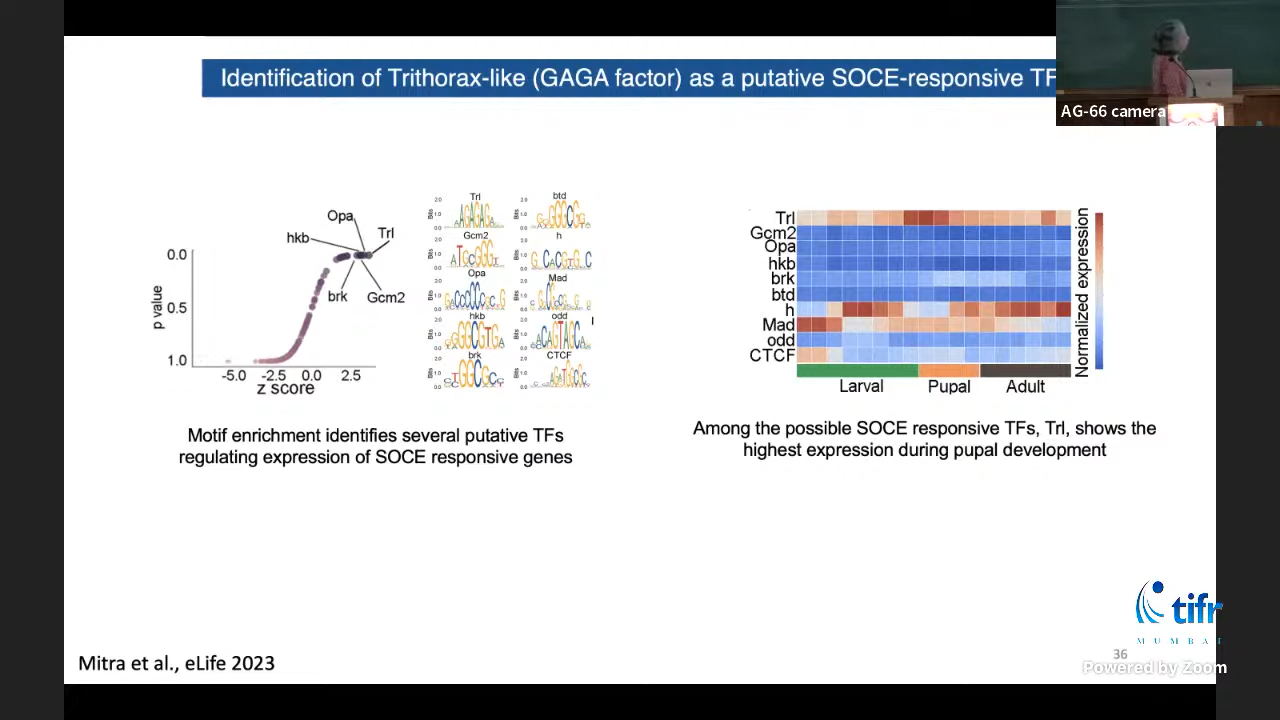 Identification of Trithorax-like (GAGA factor) as a putative SOCE-responsive TF
AG-66 camera
Opa
hkb
Trl
brk
Gcm2
0.0
0.5
1.0
p value
-5.0 -2.5 0.0 2.5
z score
Trl
btd
Gcm2
h
Opa
Mad
hkb
odd
brk
CTCF
Motif enrichment identifies several putative TFs
regulating expression of SOCE responsive genes
Trl
Gcm2
Opa
hkb
brk
btd
h
Mad
odd
CTCF
Larval Pupal Adult
Normalized expression
Among the possible SOCE responsive TFs, Trl, shows the
highest expression during pupal development
tifr
MUMBAI
36
Powered by Zoom
Mitra et al., eLife 2023